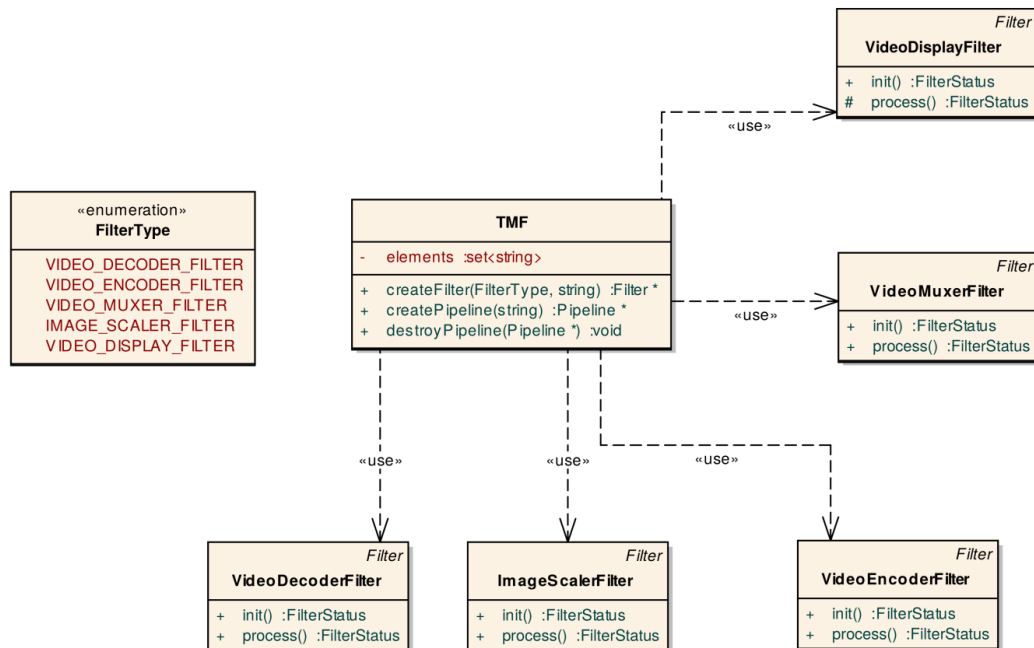 Filter
VideoDisplayFilter
+ init() :FilterStatus
# process() :FilterStatus
«use»
«enumeration»
FilterType
VIDEO_DECODER_FILTER
VIDEO_ENCODER_FILTER
VIDEO_MUXER_FILTER
IMAGE_SCALER_FILTER
VIDEO_DISPLAY_FILTER
TMF
- elements :set<string>
+ createFilter(FilterType, string) :Filter *
+ createPipeline(string) :Pipeline *
+ destroyPipeline(Pipeline *) :void
«use»
Filter
VideoMuxerFilter
+ init() :FilterStatus
+ process() :FilterStatus
«use»
«use»
«use»
Filter
VideoDecoderFilter
+ init() :FilterStatus
+ process() :FilterStatus
Filter
ImageScalerFilter
+ init() :FilterStatus
+ process() :FilterStatus
Filter
VideoEncoderFilter
+ init() :FilterStatus
+ process() :FilterStatus